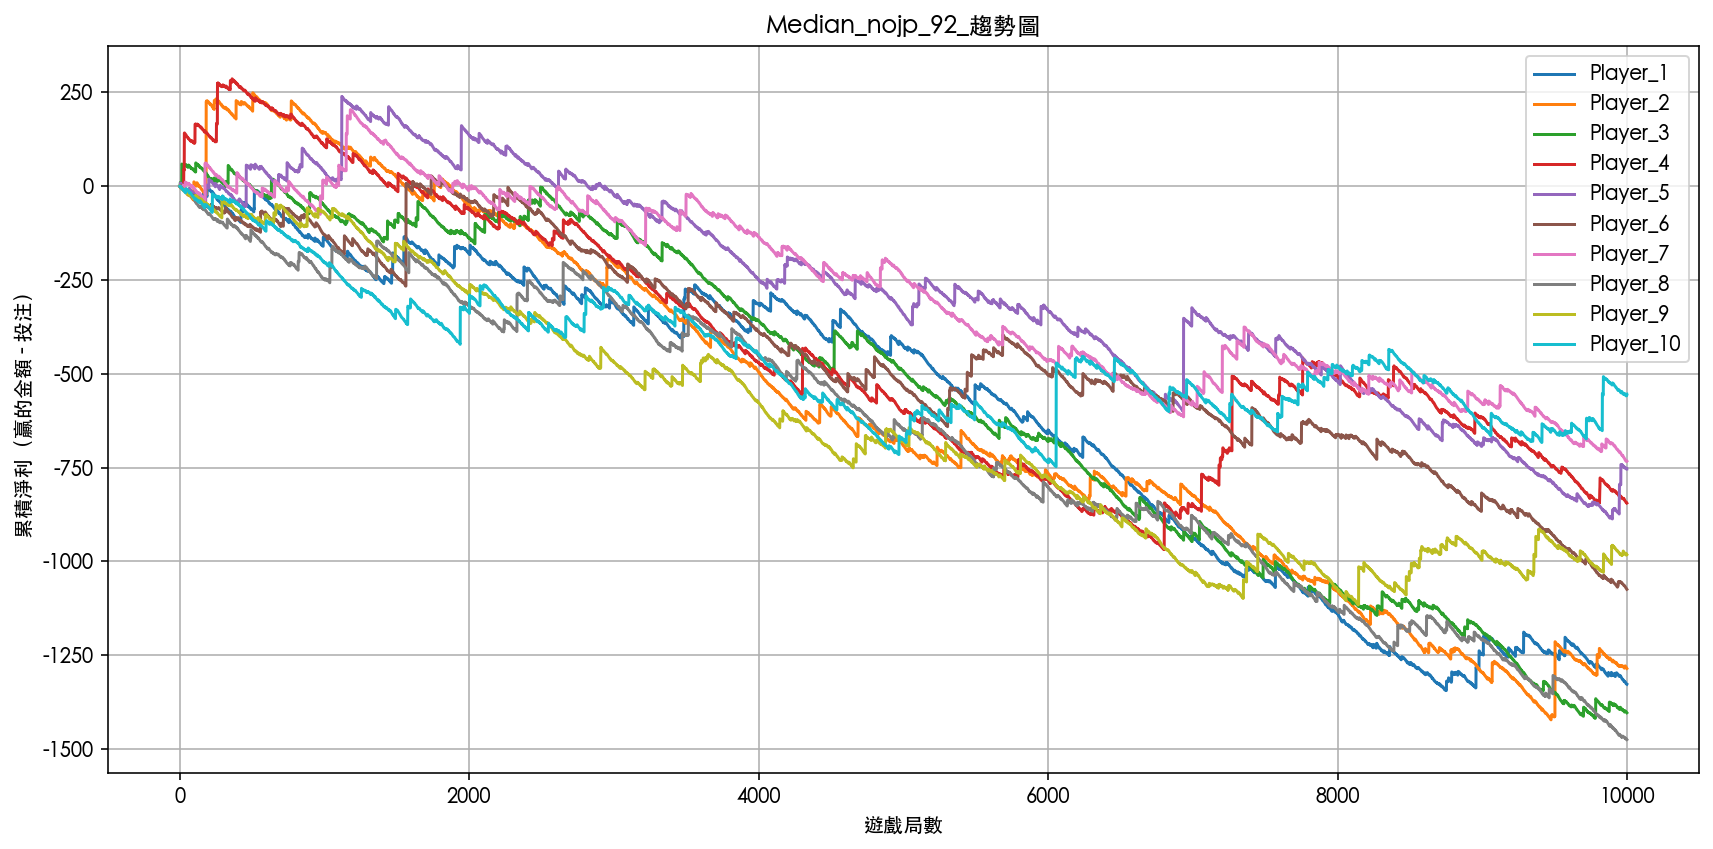 Median_nojp_92_趨勢圖
累積淨利（贏的金額 - 投注）
250
0
-250
-500
-750
-1000
-1250
-1500
0
2000
4000
6000
8000
10000
遊戲局數
Player_1
Player_2
Player_3
Player_4
Player_5
Player_6
Player_7
Player_8
Player_9
Player_10